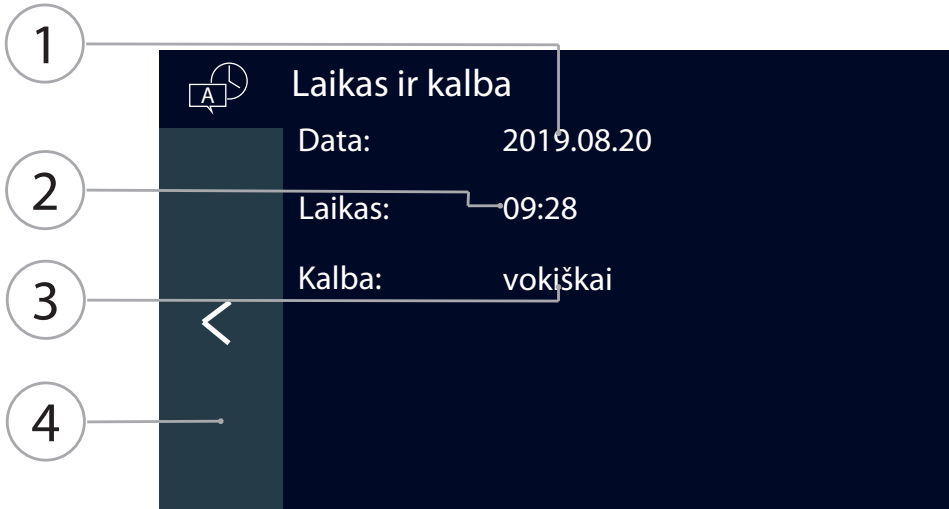 1
A
Laikas ir kalba
Data: 2019.08.20
2
Laikas: 09:28
3
Kalba: vokiškai
4